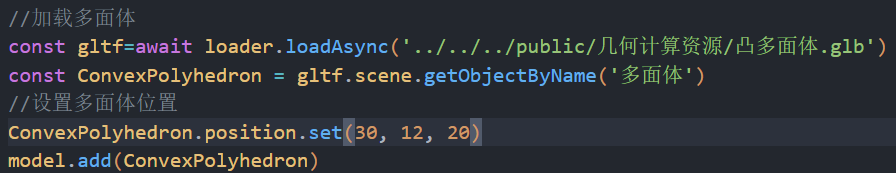 //加载多面体
const gltf=await loader.loadAsync('../../../public/几何计算资源/凸多面体.glb')
const ConvexPolyhedron = gltf.scene.getObjectByName('多面体')
//设置多面体位置
ConvexPolyhedron.position.set(30, 12, 20)
model.add(ConvexPolyhedron)